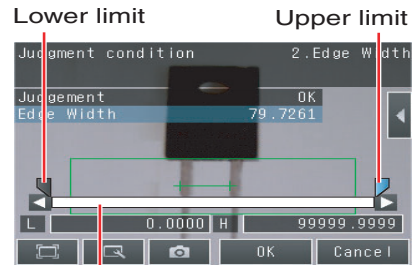 Lower limit Upper limit
Judgment condition 2.Edge Width
Judgement OK
Edge Width 79.7261
L 0.0000 H 99999.9999
OK Cancel